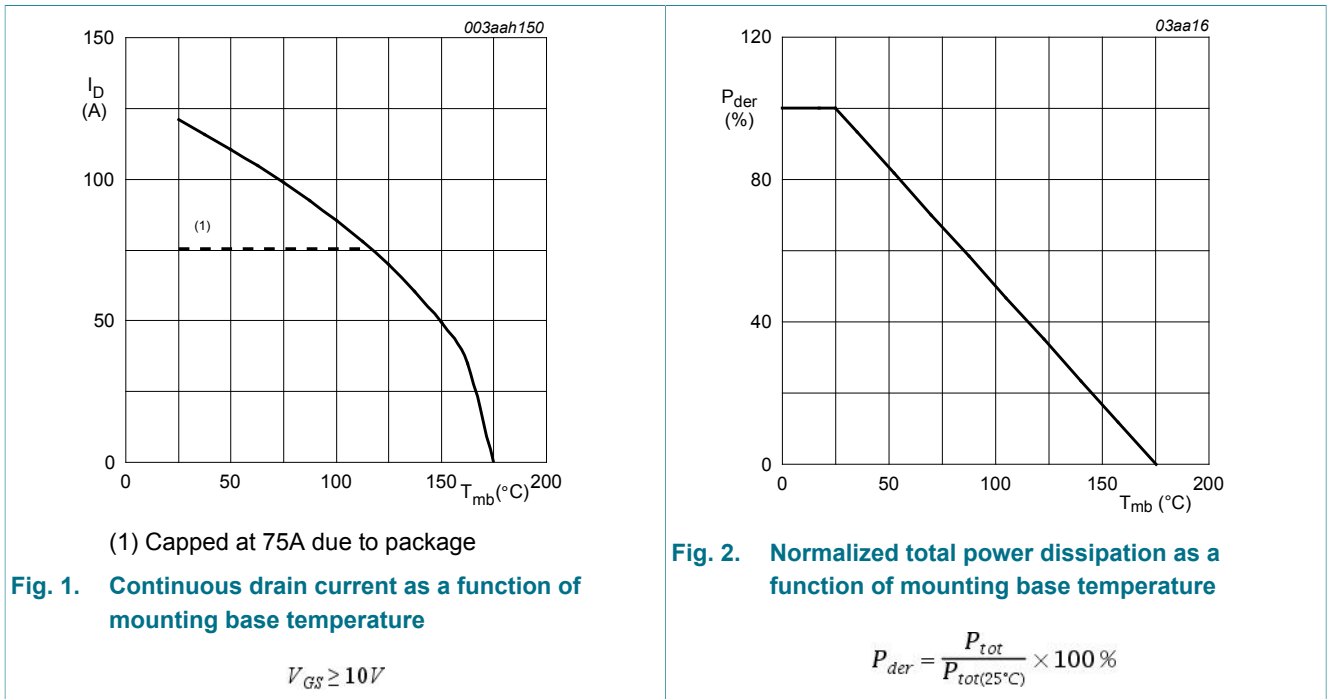 003aah150
150
I_D
(A)
100
(1)
50
0
0 50 100 150 T_mb(°C) 200
(1) Capped at 75A due to package
Fig. 1. Continuous drain current as a function of
mounting base temperature
V_GS ≥ 10V
03aa16
120
P_der
(%)
80
40
0
0 50 100 150 200
T_mb (°C)
Fig. 2. Normalized total power dissipation as a
function of mounting base temperature
P_der = P_tot / P_tot(25°C) × 100 %